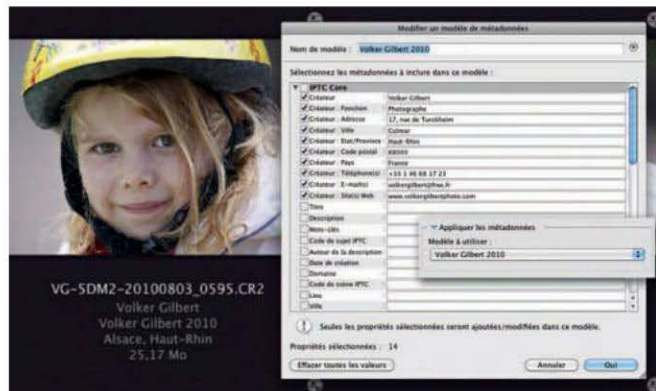 Modifier un modèle de métadonnées
Nom de modèle : Volker Gilbert 2010
Sélectionnez les métadonnées à inclure dans ce modèle :
IPTC Core
Créateur Volker Gilbert
Créateur : Fonction Photographe
Créateur : Adresse 17, rue de Turckheim
Créateur : Ville Colmar
Créateur : Etat/Province Haut-Rhin
Créateur : Code postal 68000
Créateur : Pays France
Créateur : Téléphone(s) +33 1 46 68 17 23
Créateur : E-mail(s) volkergilbert@free.fr
Créateur : Site(s) Web www.volkergilbertphoto.com
Titre
Description
Mots-clés
Code de sujet IPTC
Auteur de la description
Date de création
Domaine
Code de scène IPTC
Lieu
Ville
Appliquer les métadonnées
Modèle à utiliser :
Volker Gilbert 2010
Seules les propriétés sélectionnées seront ajoutées/modifiées dans ce modèle.
Propriétés sélectionnées : 14
Effacer toutes les valeurs
Annuler
Oui
VG-5DM2-20100803_0595.CR2
Volker Gilbert
Volker Gilbert 2010
Alsace, Haut-Rhin
25,17 Mo